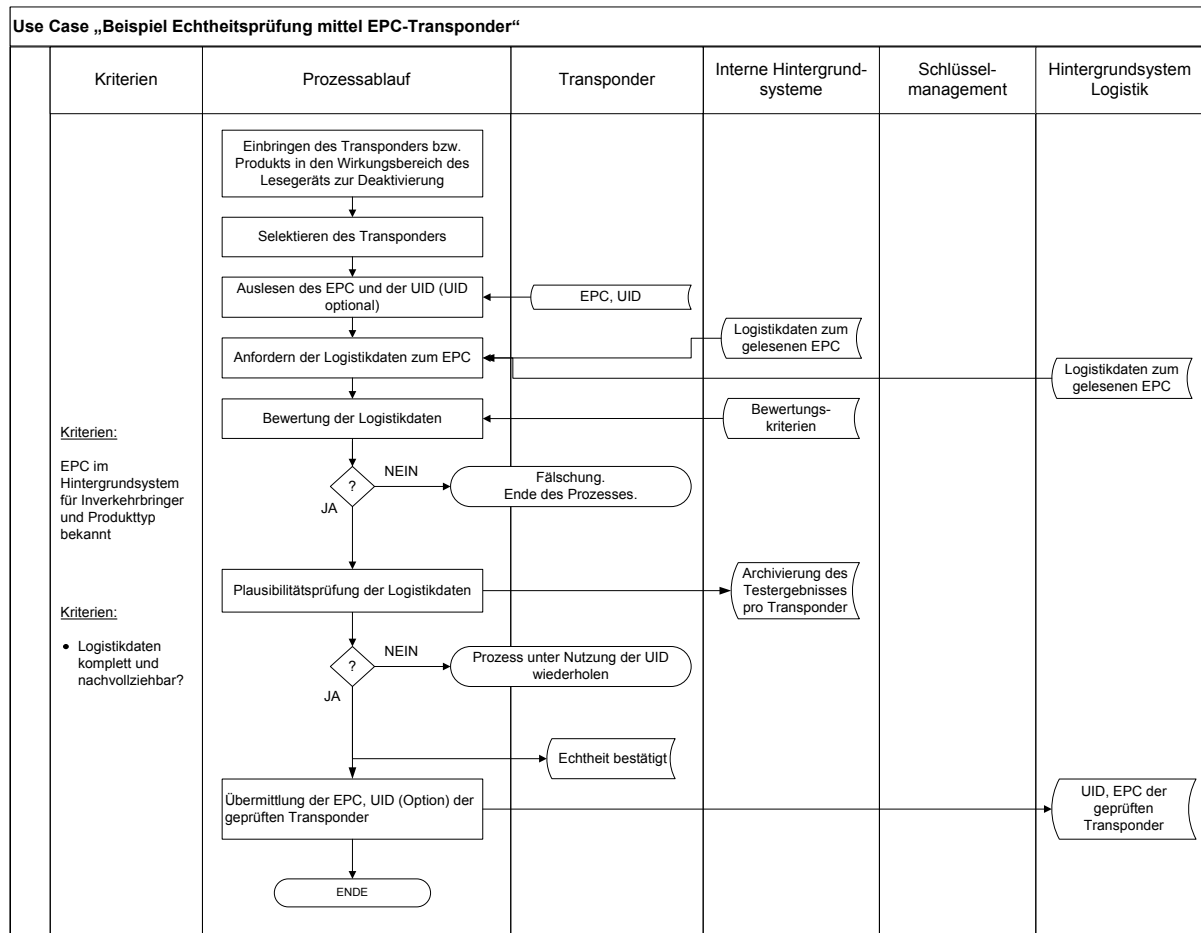 Use Case „Beispiel Echtheitsprüfung mittel EPC-Transponder“
Kriterien
Prozessablauf
Transponder
Interne Hintergrund-
systeme
Schlüssel-
management
Hintergrundsystem
Logistik
Einbringen des Transponders bzw.
Produkts in den Wirkungsbereich des
Lesegeräts zur Deaktivierung
Selektieren des Transponders
Auslesen des EPC und der UID (UID
optional)
EPC, UID
Logistikdaten zum
gelesenen EPC
Anfordern der Logistikdaten zum EPC
Logistikdaten zum
gelesenen EPC
Bewertung der Logistikdaten
Bewertungs-
kriterien
Kriterien:
EPC im
Hintergrundsystem
für Inverkehrbringer
und Produkttyp
bekannt
?
NEIN
JA
Fälschung.
Ende des Prozesses.
Plausibilitätsprüfung der Logistikdaten
Archivierung des
Testergebnisses
pro Transponder
Kriterien:
• Logistikdaten
komplett und
nachvollziehbar?
?
NEIN
JA
Prozess unter Nutzung der UID
wiederholen
Echtheit bestätigt
Übermittlung der EPC, UID (Option) der
geprüften Transponder
UID, EPC der
geprüften
Transponder
ENDE